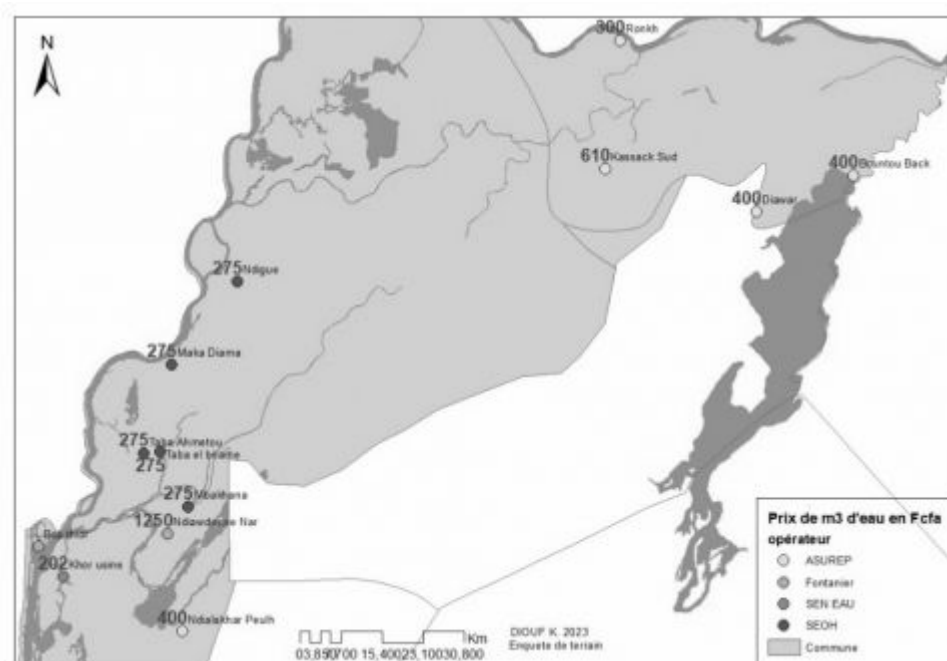 N
300 Ronkh
610 Kassack Sud
400 Bountou Back
400 Diawar
275 Ndigue
275 Maka Diama
275 Taba Ahmetou
275 Taba el
275 Mbakhana
1250 Nar
202 Khor usine
400 Ndialakhar Peulh
Km
DIOUF K. 2023
Enquete de terrain
Prix de m3 d'eau en Fcfa
opérateur
ASUREP
Fontanier
SEN EAU
SEOH
Commune